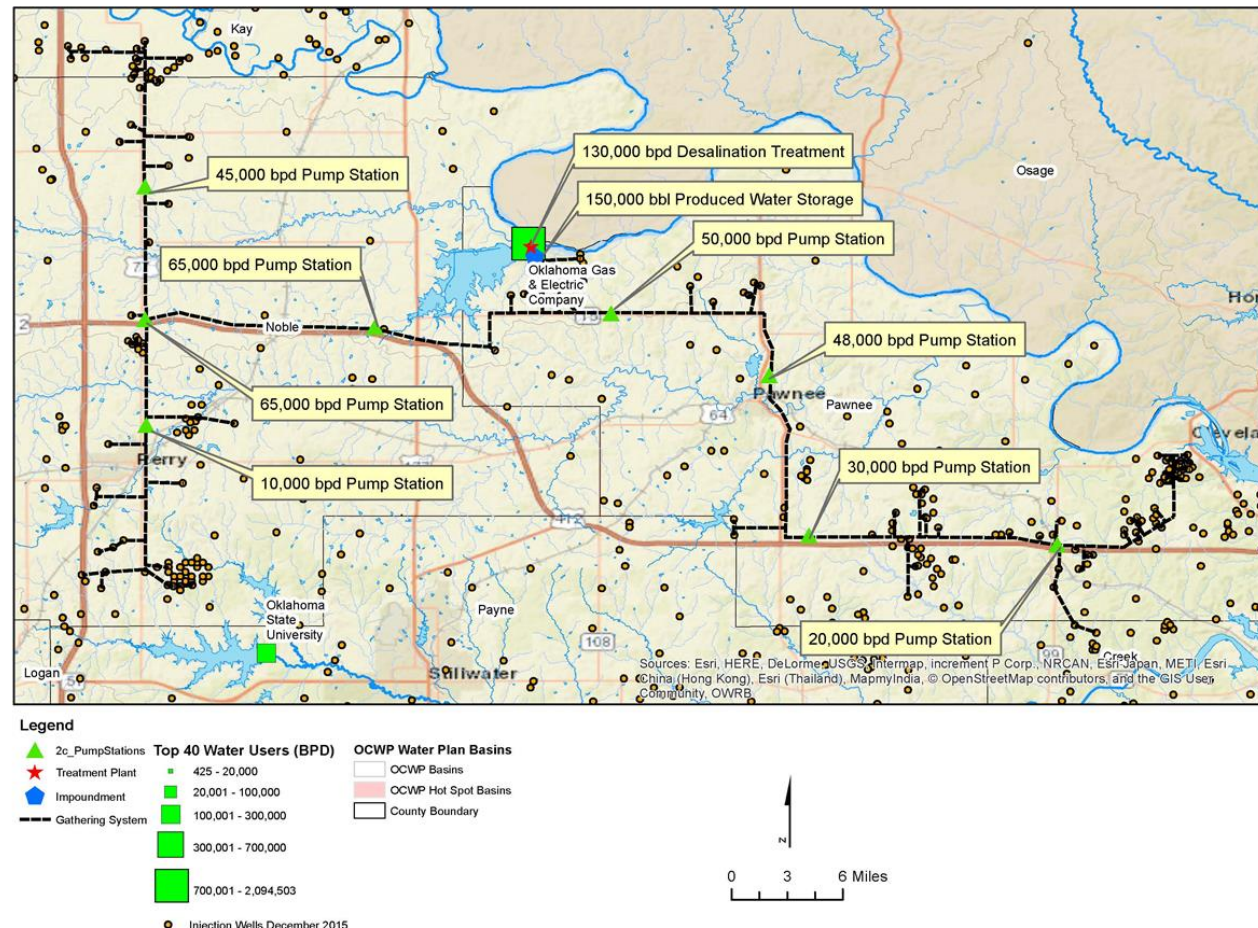 Kay
130,000 bpd Desalination Treatment
Osage
45,000 bpd Pump Station
150,000 bbl Produced Water Storage
50,000 bpd Pump Station
65,000 bpd Pump Station
77
Oklahoma Gas
& Electric
Company
15
Noble
48,000 bpd Pump Station
65,000 bpd Pump Station
Pawnee
Pawnee
64
Perry
10,000 bpd Pump Station
30,000 bpd Pump Station
177
412
Oklahoma
State
University
Payne
108
20,000 bpd Pump Station
99
Creek
Logan
Stillwater
Sources: Esri, HERE, DeLorme, USGS, Intermap, increment P Corp., NRCAN, Esri Japan, METI, Esri
China (Hong Kong), Esri (Thailand), MapmyIndia, © OpenStreetMap contributors, and the GIS User
Community, OWRB
Legend
2c_PumpStations
Treatment Plant
Impoundment
Gathering System
Top 40 Water Users (BPD)
425 - 20,000
20,001 - 100,000
100,001 - 300,000
300,001 - 700,000
700,001 - 2,094,503
Injection Wells December 2015
OCWP Water Plan Basins
OCWP Basins
OCWP Hot Spot Basins
County Boundary
N
0 3 6 Miles